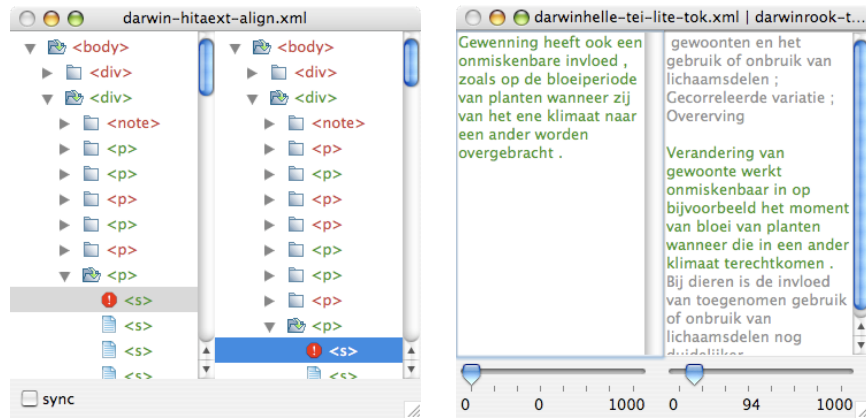 darwin-hitaext-align.xml
<body>
<div>
<div>
<note>
<p>
<p>
<p>
<p>
<p>
<p>
<s>
<s>
<s>
<s>
<body>
<div>
<div>
<note>
<p>
<p>
<p>
<p>
<p>
<p>
<p>
<p>
<s>
<s>
sync
darwinhelle-tei-lite-tok.xml | darwinrook-t...
Gewenning heeft ook een
onmiskenbare invloed ,
zoals op de bloeiperiode
van planten wanneer zij
van het ene klimaat naar
een ander worden
overgebracht .
gewoonten en het
gebruik of onbruik van
lichaamsdelen ;
Gecorreleerde variatie ;
Overerving
Verandering van
gewoonte werkt
onmiskenbaar in op
bijvoorbeeld het moment
van bloei van planten
wanneer die in een ander
klimaat terechtkomen .
Bij dieren is de invloed
van toegenomen gebruik
of onbruik van
lichaamsdelen nog
duidelijker
0 0 1000
0 94 1000